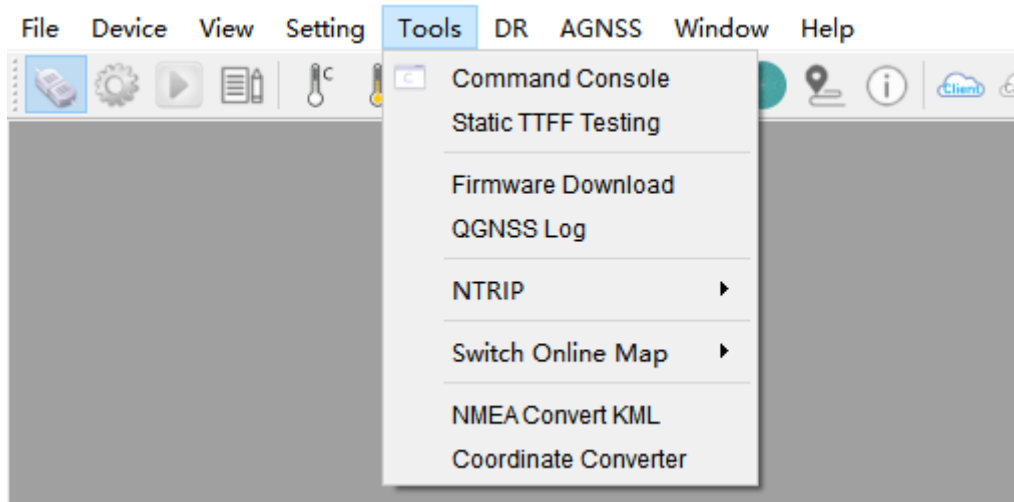 File Device View Setting Tools DR AGNSS Window Help
C
Client
C Command Console
Static TTFF Testing
Firmware Download
QGNSS Log
NTRIP
Switch Online Map
NMEA Convert KML
Coordinate Converter